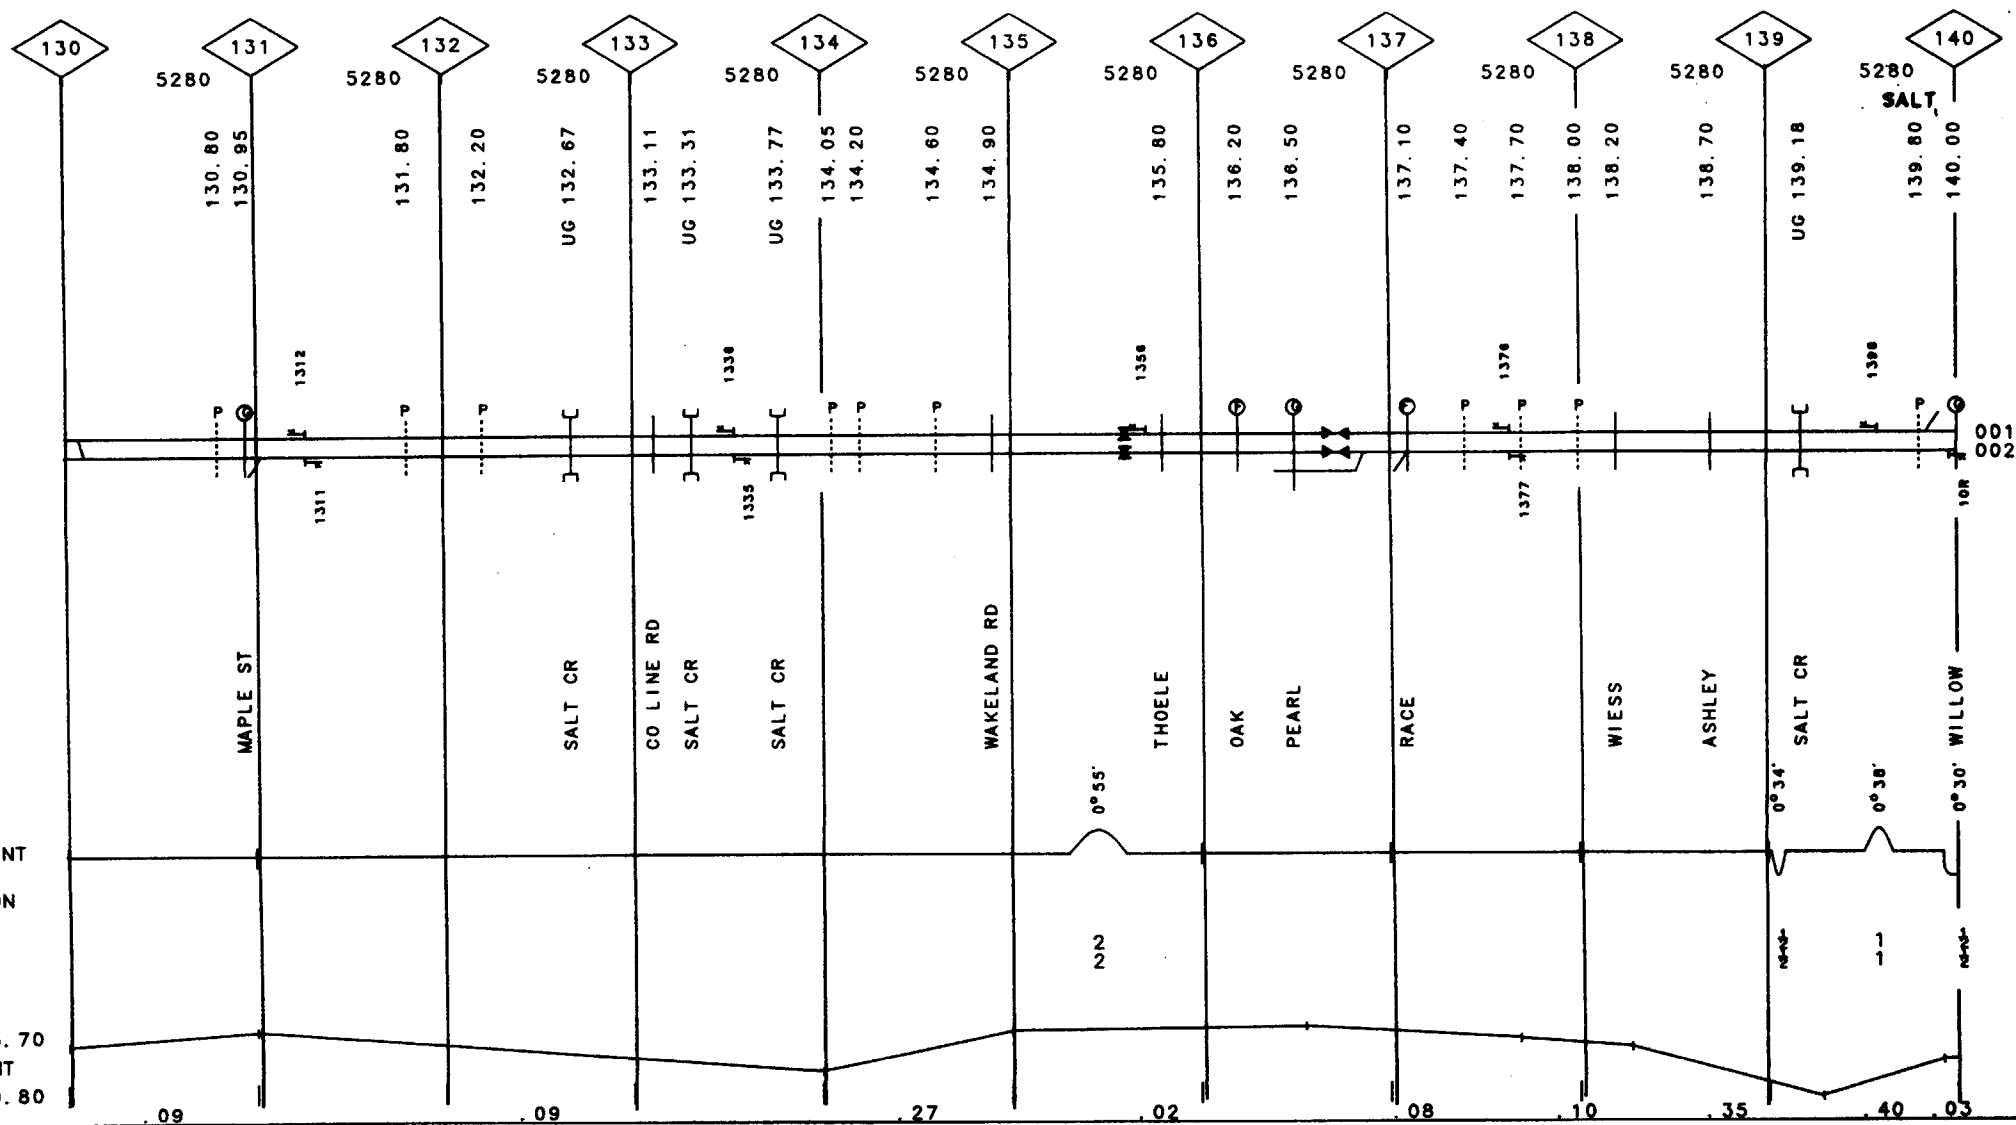 130 131 132 133 134 135 136 137 138 139 140
5280 5280 5280 5280 5280 5280 5280 5280 5280 5280
SALT
130.80
130.95
131.80
132.20
UG 132.67
133.11
UG 133.31
UG 133.77
134.05
134.20
134.60
134.90
135.80
136.20
136.50
137.10
137.40
137.70
138.00
138.20
138.70
UG 139.18
139.80
140.00
1312
1336
1356
1376
1398
P P P P P P P P P P
001
002
1311
1335
1377
10R
MAPLE ST
SALT CR
CO LINE RD
SALT CR
SALT CR
WAKELAND RD
THOELE
OAK
PEARL
RACE
WIESS
ASHLEY
SALT CR
WILLOW
0°55'
0°34'
0°38'
0°30'
NT
ON
2
2
1
1
.70
NT
.80
.09 .09 .27 .02 .08 .10 .35 .40 .03